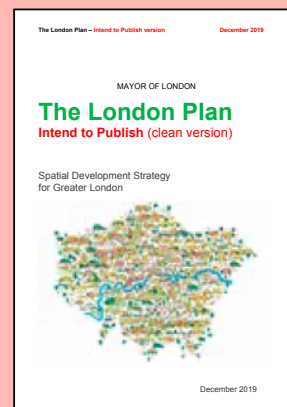 The London Plan – Intend to Publish version December 2019
MAYOR OF LONDON
The London Plan
Intend to Publish (clean version)
Spatial Development Strategy
for Greater London
December 2019